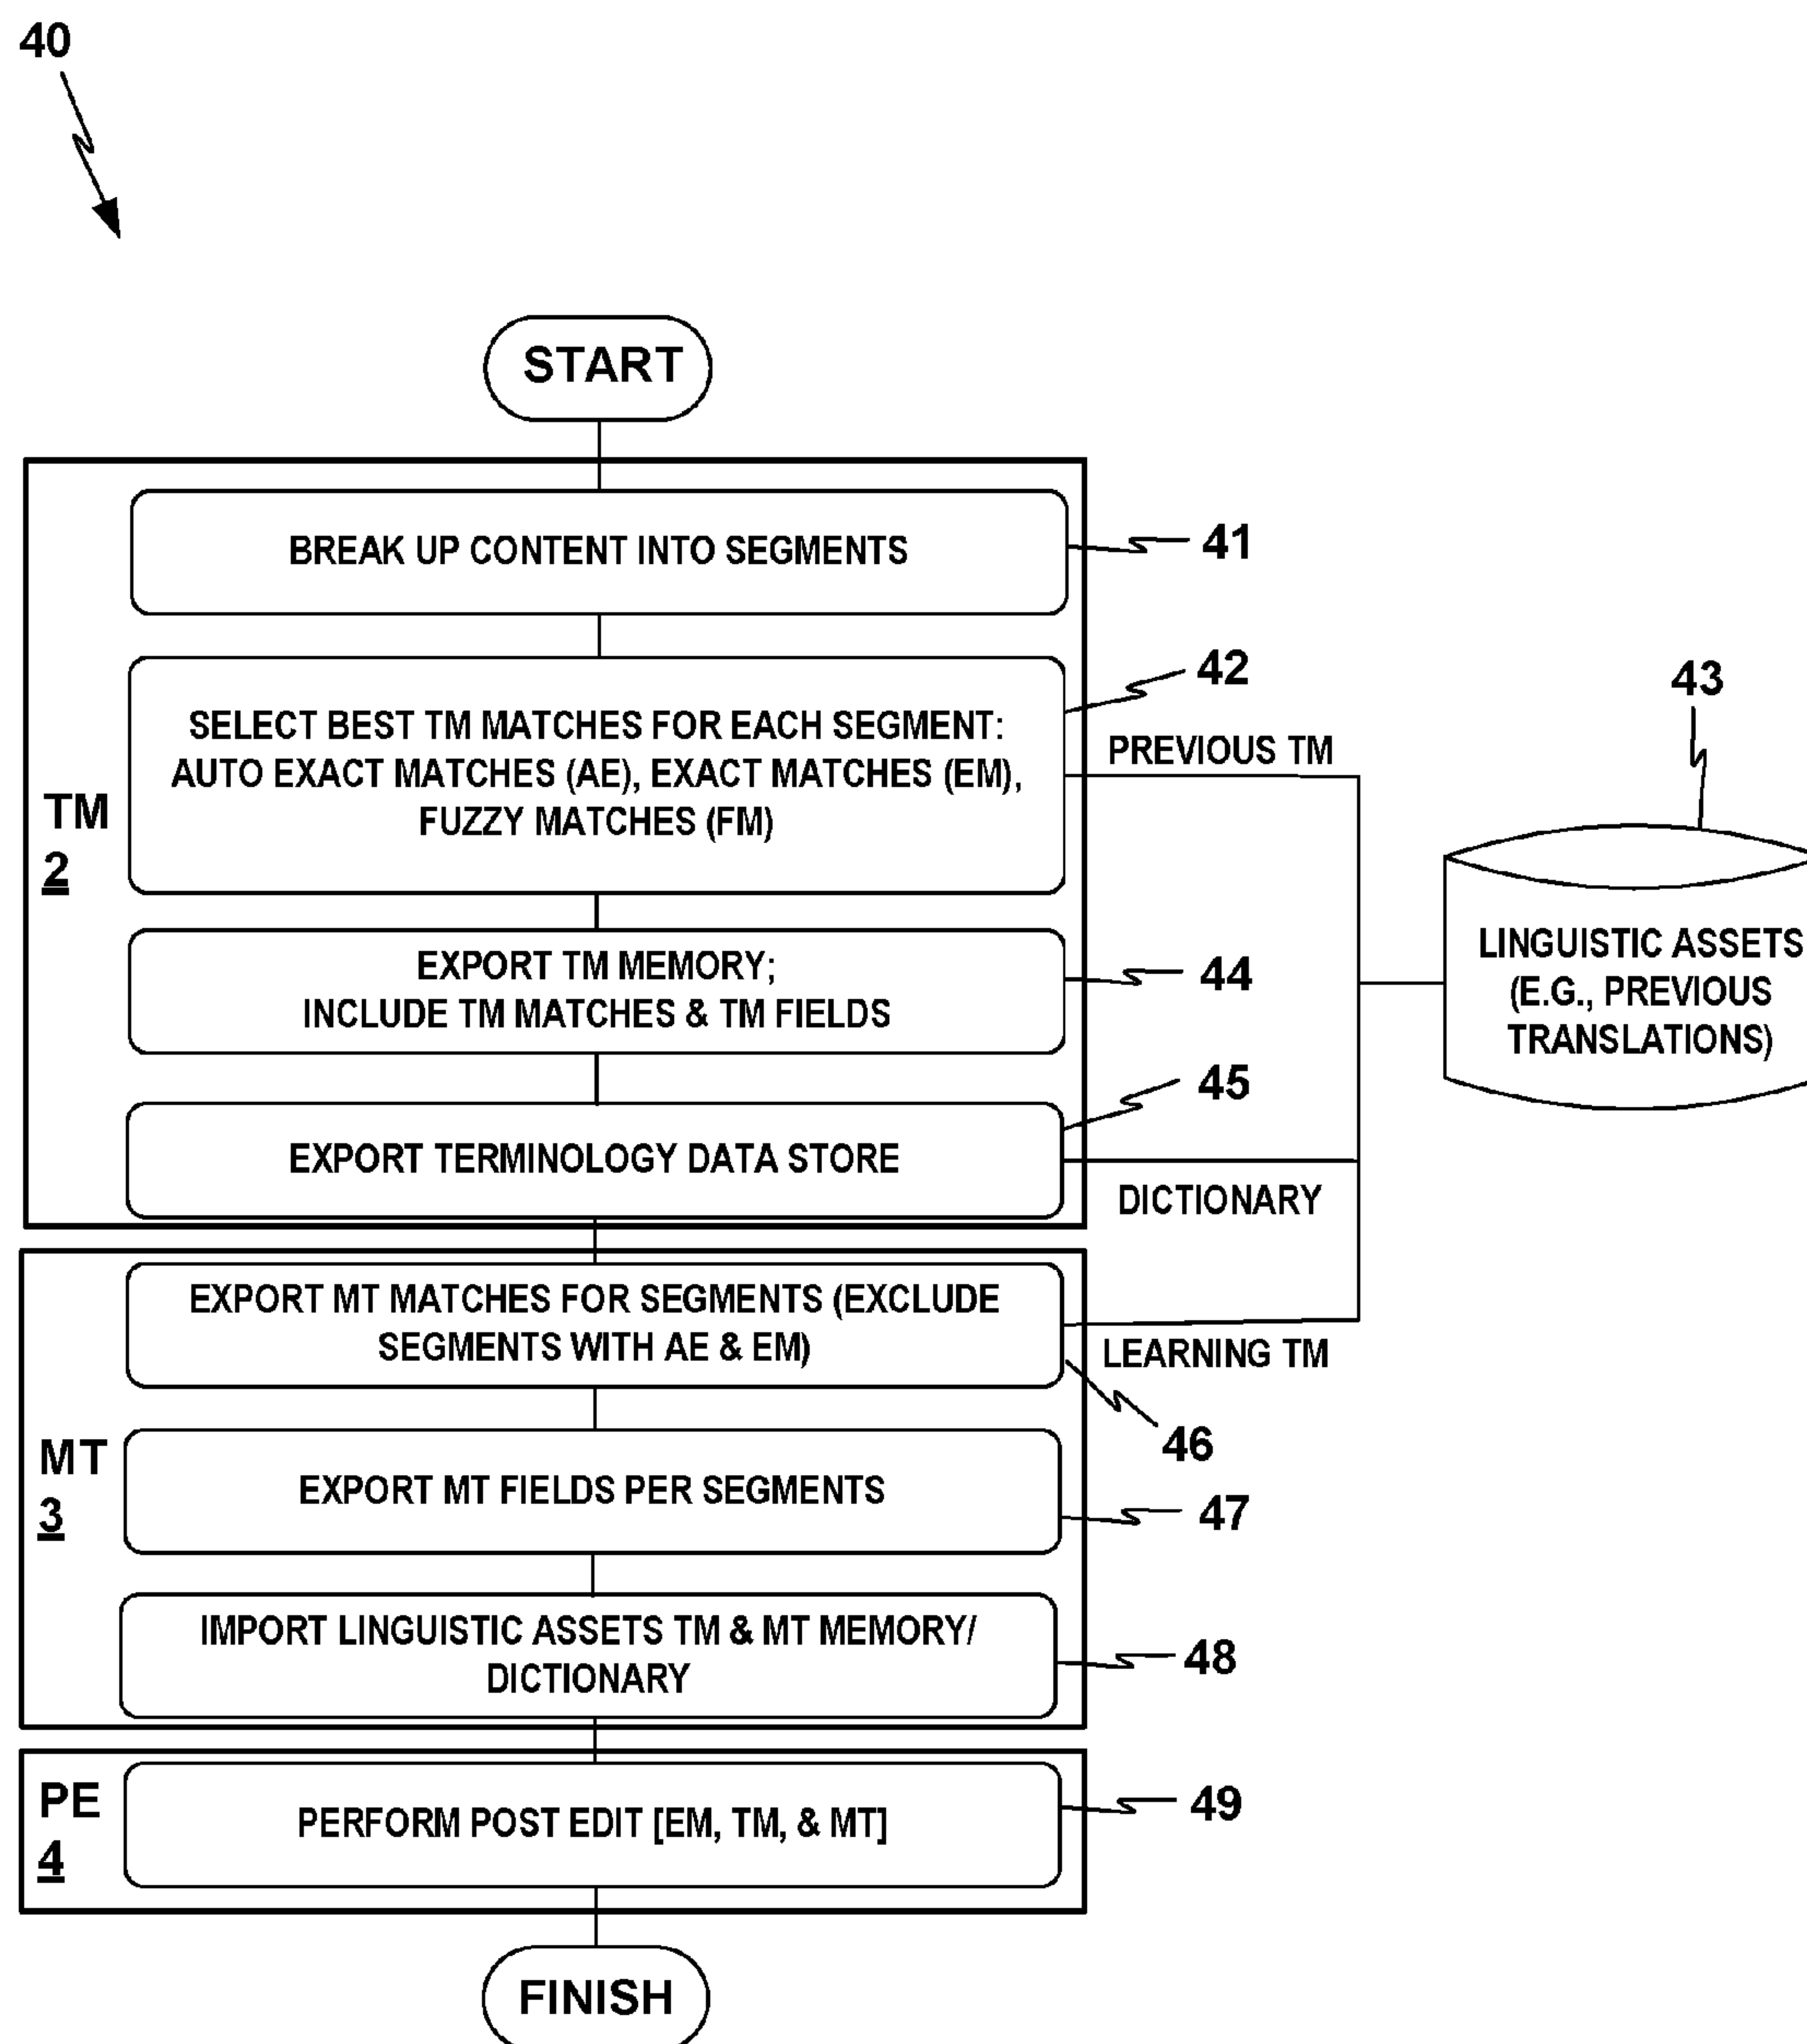 40
START
BREAK UP CONTENT INTO SEGMENTS
41
42
SELECT BEST TM MATCHES FOR EACH SEGMENT:
AUTO EXACT MATCHES (AE), EXACT MATCHES (EM),
FUZZY MATCHES (FM)
PREVIOUS TM
43
TM
2
EXPORT TM MEMORY;
INCLUDE TM MATCHES & TM FIELDS
44
LINGUISTIC ASSETS
(E.G., PREVIOUS
TRANSLATIONS)
45
EXPORT TERMINOLOGY DATA STORE
DICTIONARY
EXPORT MT MATCHES FOR SEGMENTS (EXCLUDE
SEGMENTS WITH AE & EM)
LEARNING TM
46
MT
3
EXPORT MT FIELDS PER SEGMENTS
47
IMPORT LINGUISTIC ASSETS TM & MT MEMORY/
DICTIONARY
48
PE
4
PERFORM POST EDIT [EM, TM, & MT]
49
FINISH